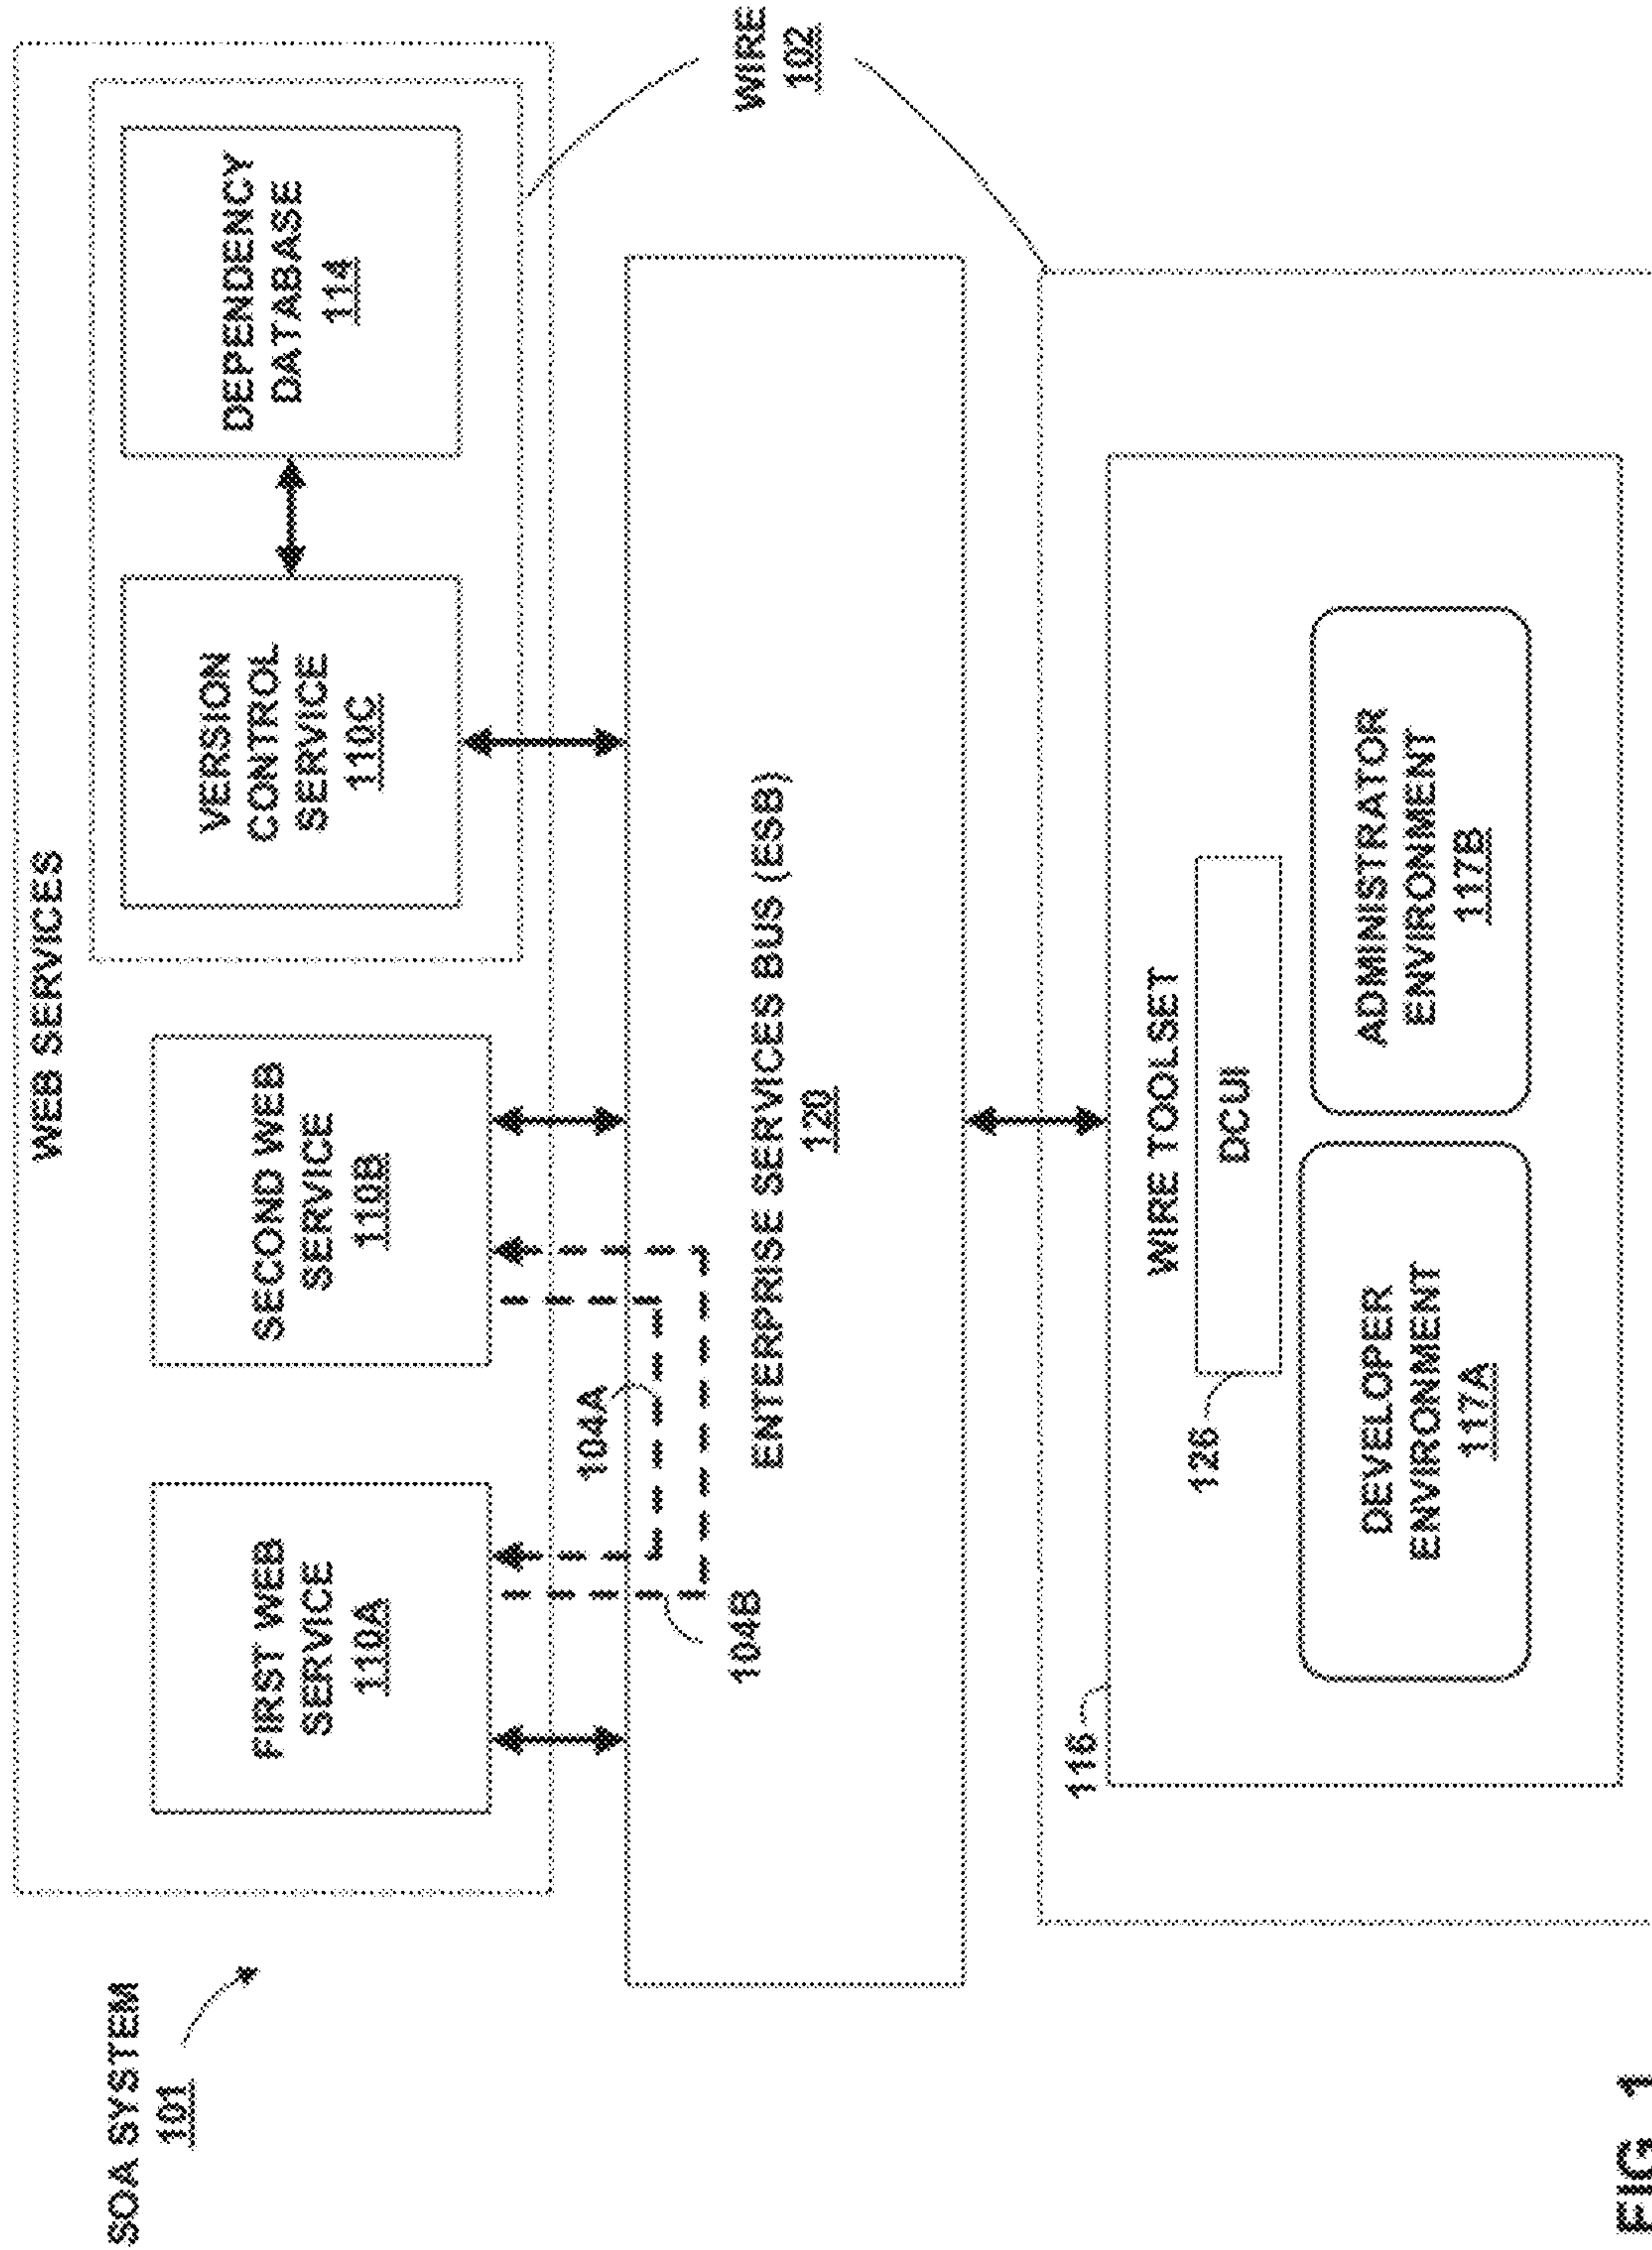 SOA SYSTEM
101
WEB SERVICES
FIRST WEB
SERVICE
110A
SECOND WEB
SERVICE
110B
VERSION
CONTROL
SERVICE
110C
DEPENDENCY
DATABASE
114
104A
104B
WIRE
102
ENTERPRISE SERVICES BUS (ESB)
120
116
WIRE TOOLSET
126
DCUI
DEVELOPER
ENVIRONMENT
117A
ADMINISTRATOR
ENVIRONMENT
117B
FIG. 1